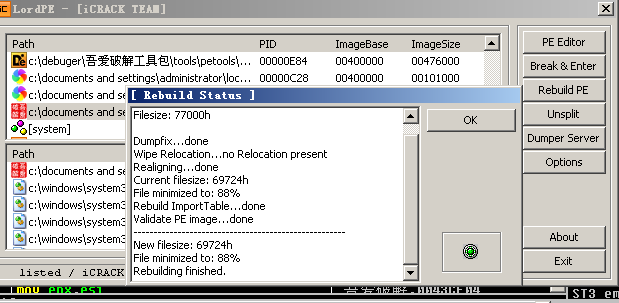 LordPE - [iCRACK TEAM]
Path PID ImageBase ImageSize
c:\debuger\吾爱破解工具包\tools\petools\... 00000E84 00400000 00476000
c:\documents and settings\administrator\loc... 00000C28 00400000 00101000
c:\documents and sett
[system]
Path
c:\documents and set
c:\windows\system3
c:\windows\system3
c:\windows\system3
c:\windows\system3
listed / iCRACK
[ Rebuild Status ]
Filesize: 77000h
Dumpfix...done
Wipe Relocation...no Relocation present
Realigning...done
Current filesize: 69724h
File minimized to: 88%
Rebuild ImportTable...done
Validate PE image...done
------------------------------------------------
New filesize: 69724h
File minimized to: 88%
Rebuilding finished.
OK
PE Editor
Break & Enter
Rebuild PE
Unsplit
Dumper Server
Options
About
Exit
ST3 em